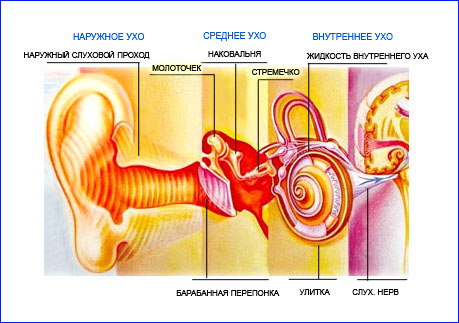 НАРУЖНОЕ УХО
СРЕДНЕЕ УХО
ВНУТРЕННЕЕ УХО
НАРУЖНЫЙ СЛУХОВОЙ ПРОХОД
НАКОВАЛЬНЯ
ЖИДКОСТЬ ВНУТРЕННЕГО УХА
МОЛОТОЧЕК
СТРЕМЕЧКО
БАРАБАННАЯ ПЕРЕПОНКА
УЛИТКА
СЛУХ. НЕРВ